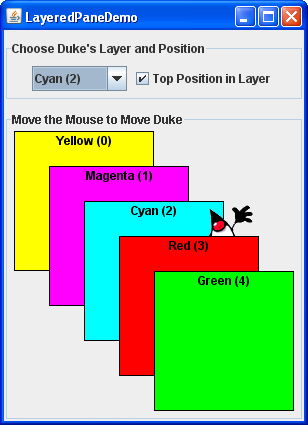 LayeredPaneDemo
Choose Duke's Layer and Position
Cyan (2)
Top Position in Layer
Move the Mouse to Move Duke
Yellow (0)
Magenta (1)
Cyan (2)
Red (3)
Green (4)